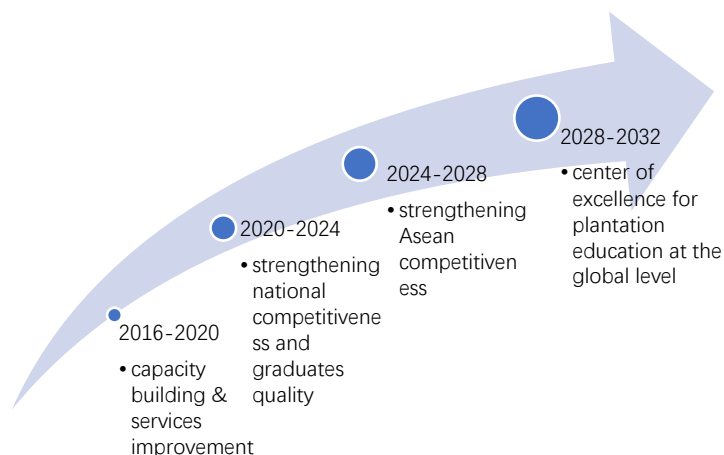 2016-2020
• capacity
building &
services
improvement
2020-2024
• strengthening
national
competitivene
ss and
graduates
quality
2024-2028
• strengthening
Asean
competitiven
ess
2028-2032
• center of
excellence for
plantation
education at the
global level